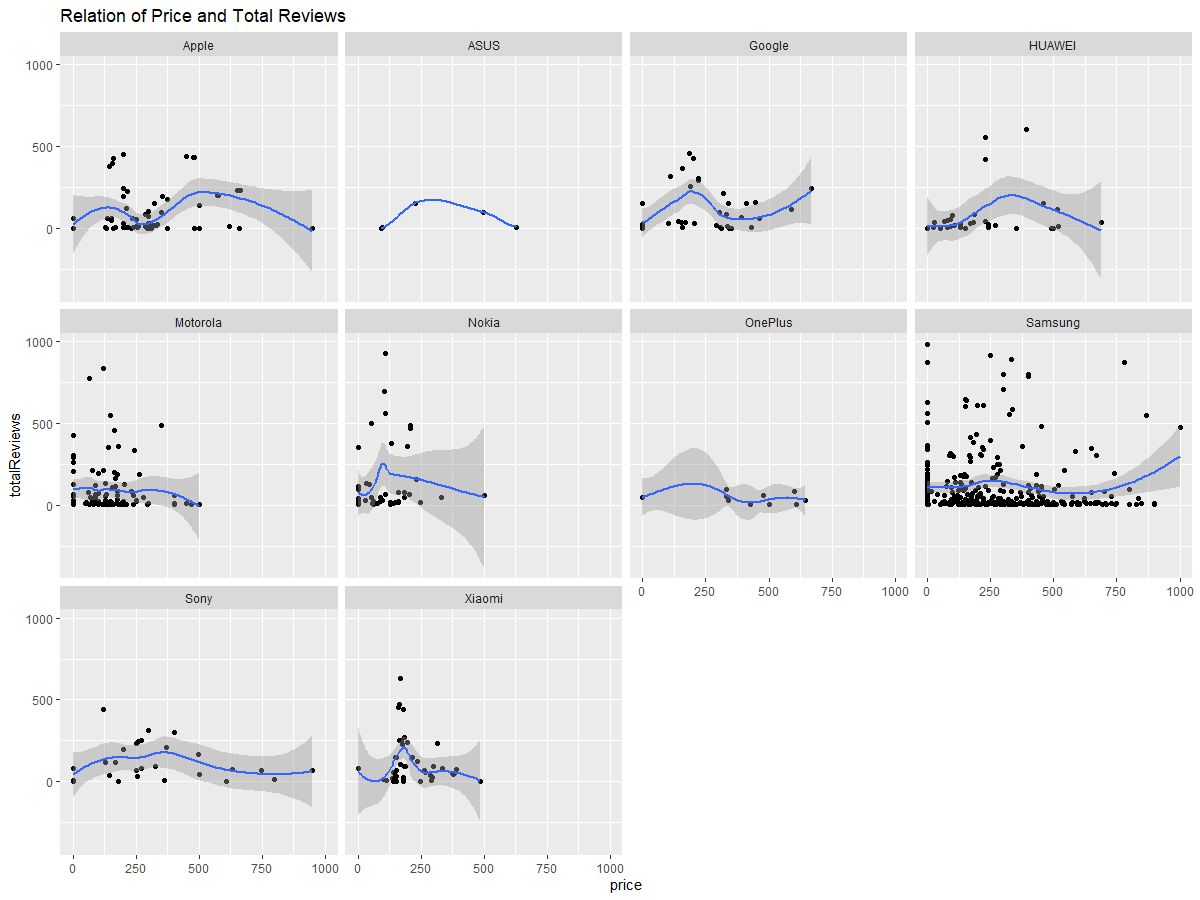 Relation of Price and Total Reviews
Apple
ASUS
Google
HUAWEI
1000
500
0
Motorola
Nokia
OnePlus
Samsung
1000
500
0
0 250 500 750 1000
0 250 500 750 1000
Sony
Xiaomi
1000
500
0
0 250 500 750 1000
0 250 500 750 1000
totalReviews
price